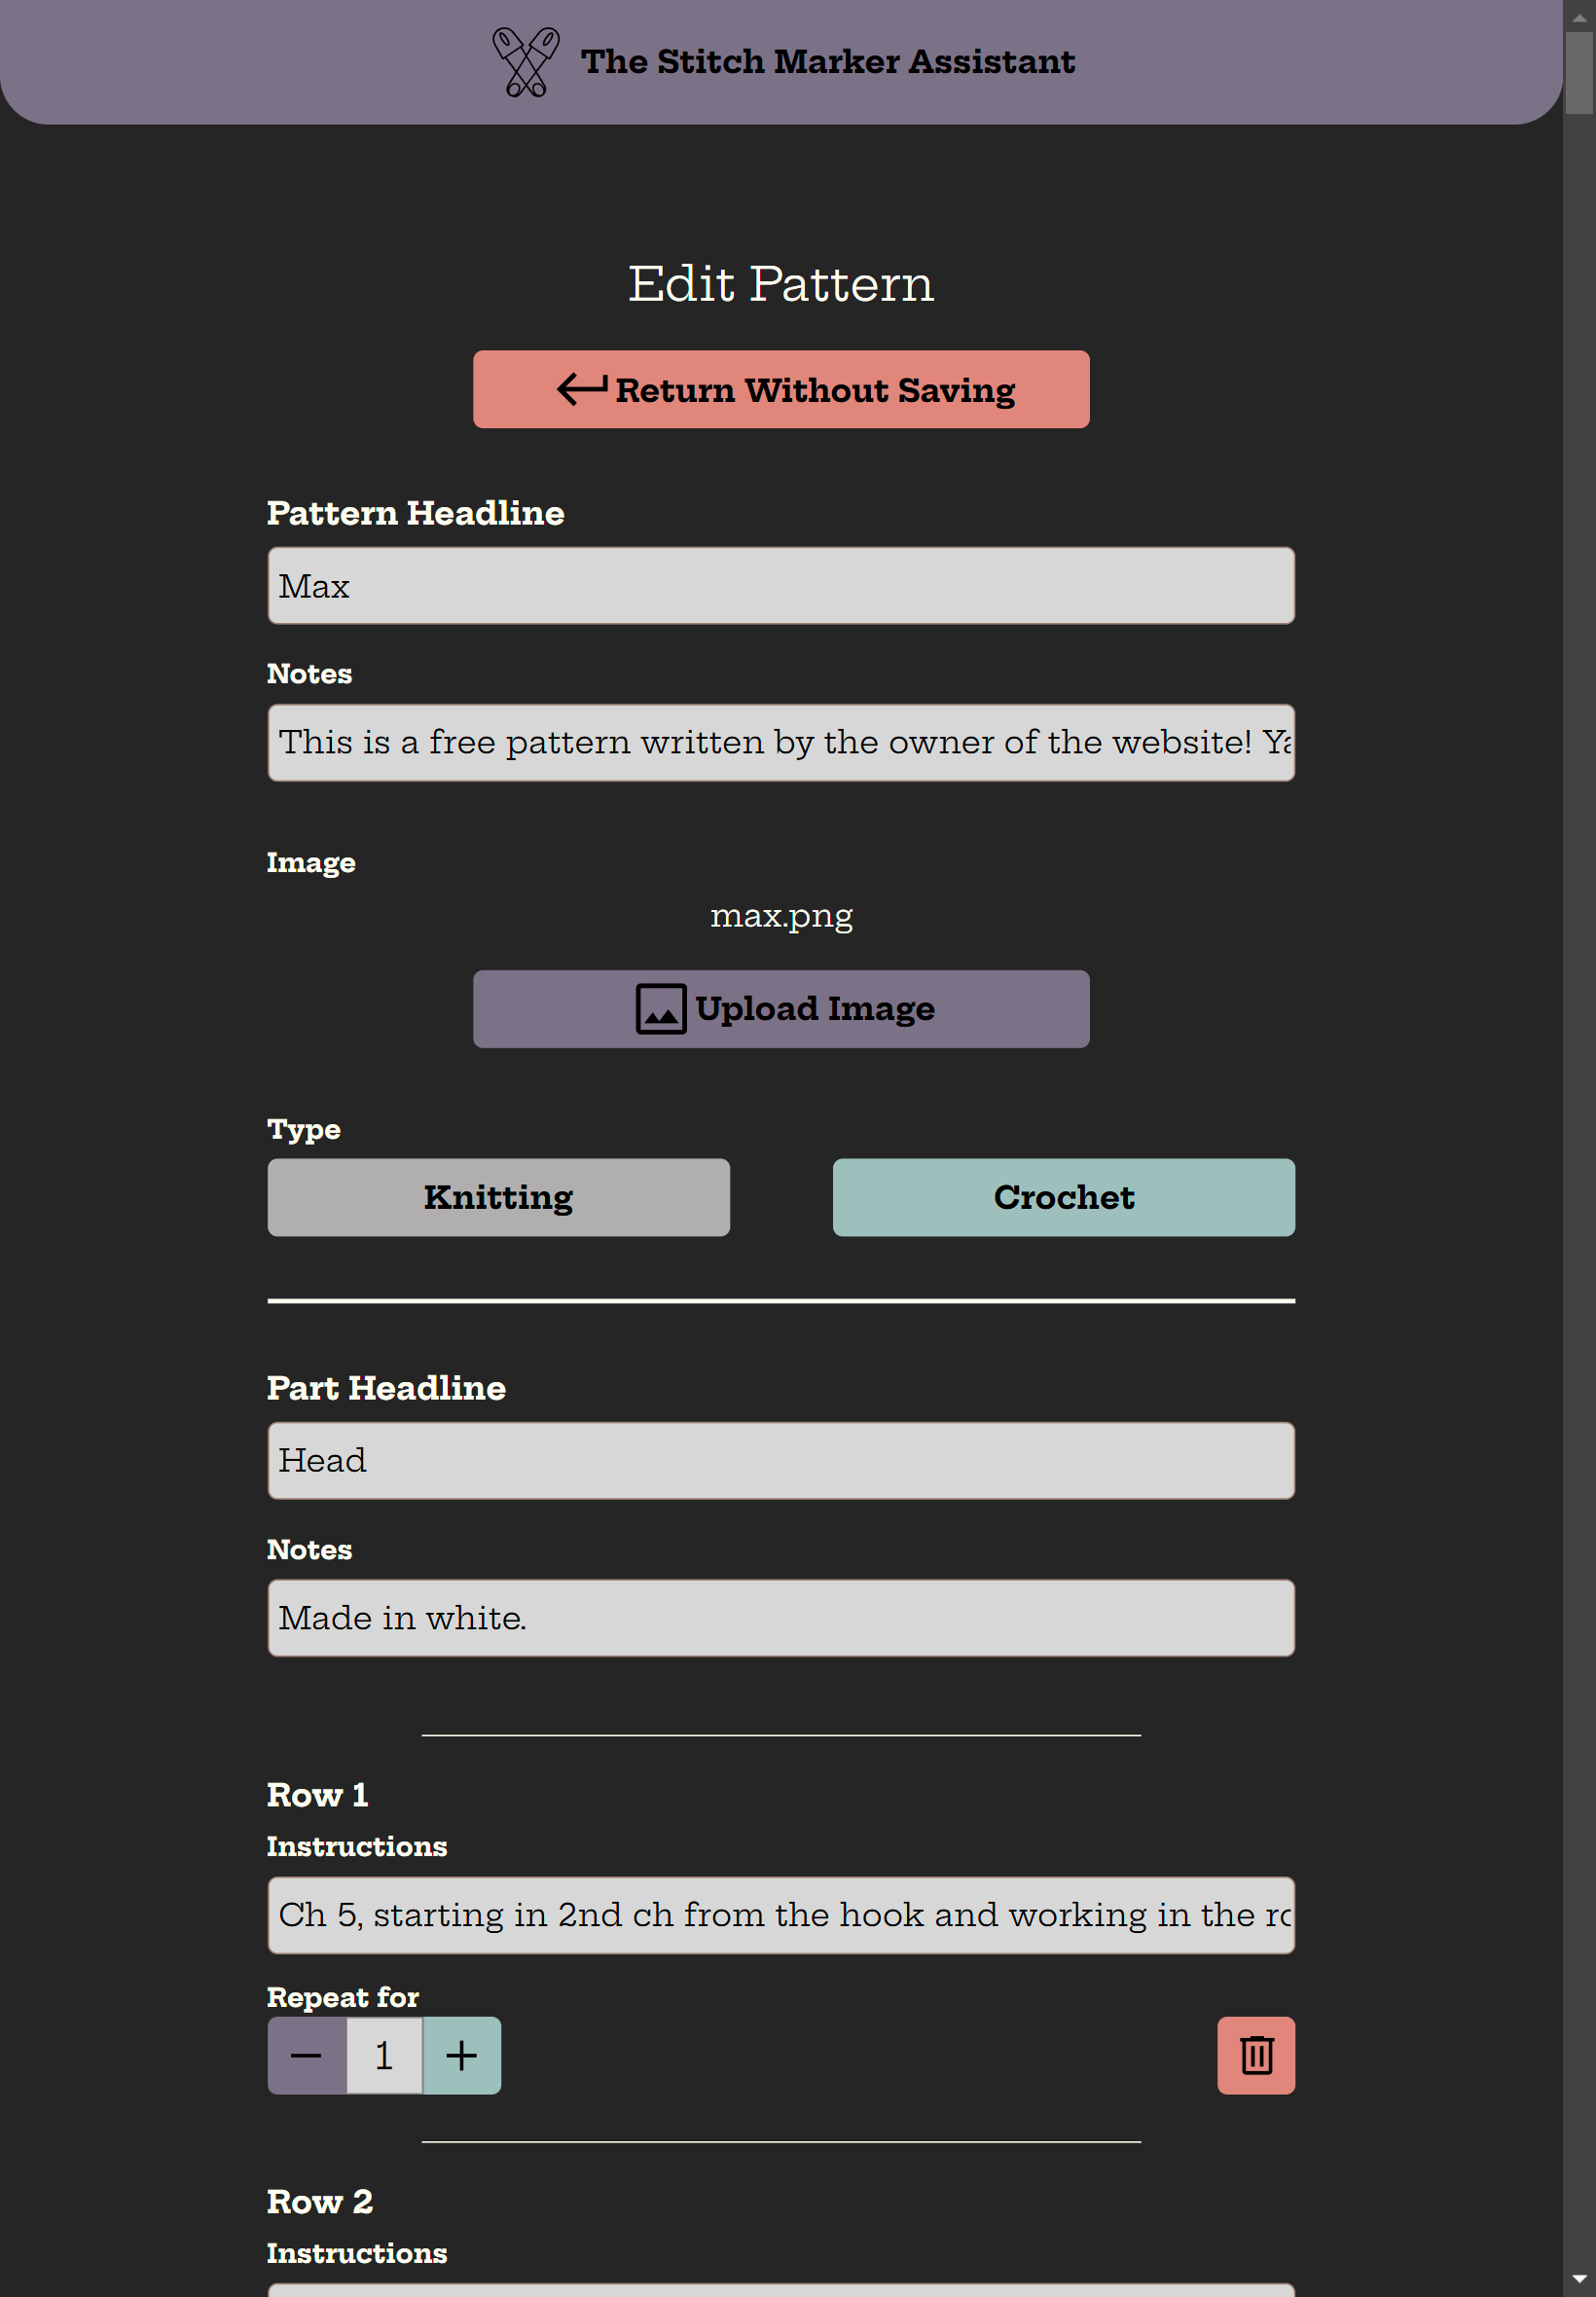 The Stitch Marker Assistant
Edit Pattern
Return Without Saving
Pattern Headline
Max
Notes
This is a free pattern written by the owner of the website!
Image
max.png
Upload Image
Type
Knitting
Crochet
Part Headline
Head
Notes
Made in white.
Row 1
Instructions
Ch 5, starting in 2nd ch from the hook and working in the
Repeat for
1
Row 2
Instructions